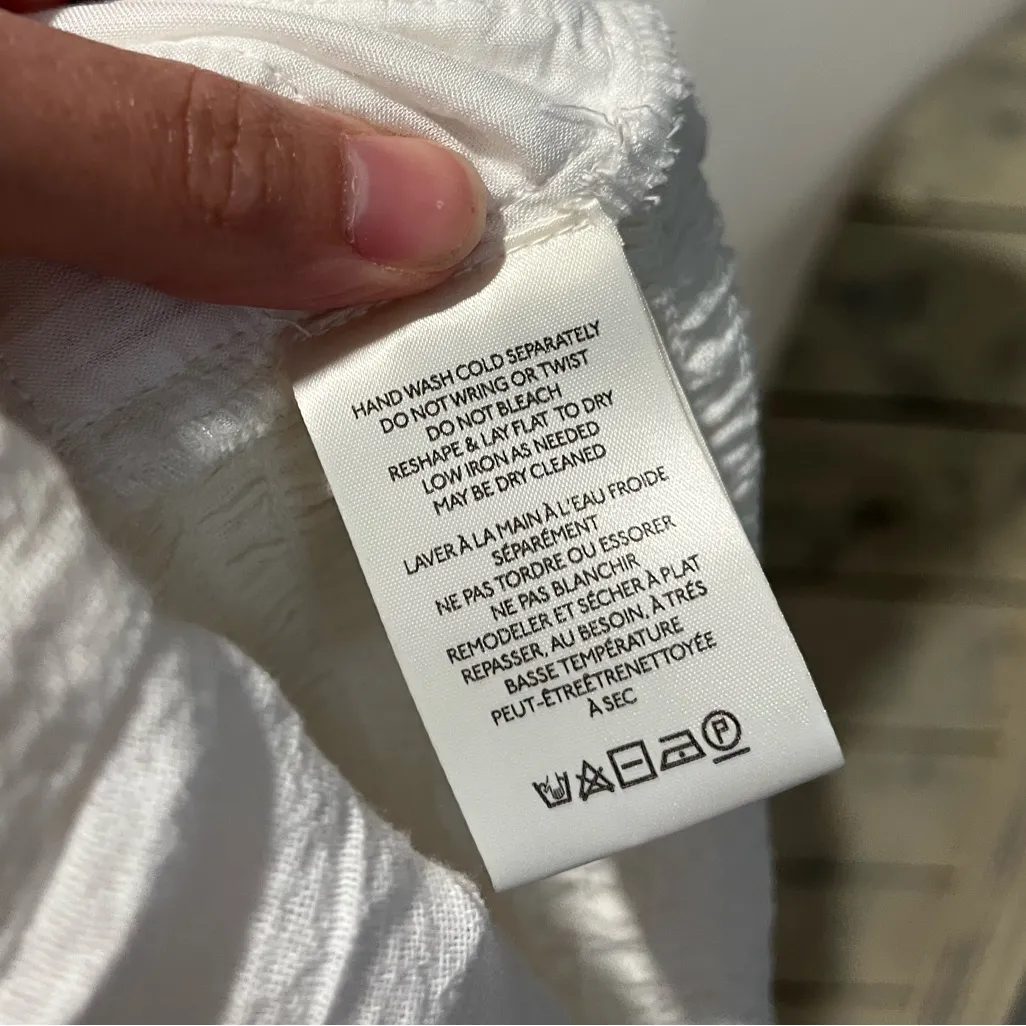 HAND WASH COLD SEPARATELY
DO NOT WRING OR TWIST
DO NOT BLEACH
RESHAPE & LAY FLAT TO DRY
LOW IRON AS NEEDED
MAY BE DRY CLEANED
LAVER À LA MAIN À L'EAU FROIDE
SÉPARÉMENT
NE PAS TORDRE OU ESSORER
NE PAS BLANCHIR
REMODELER ET SÉCHER À PLAT
REPASSER, AU BESOIN, À TRÉS
BASSE TEMPÉRATURE
PEUT-ÊTREÊTRENETTOYÉE
À SEC
P